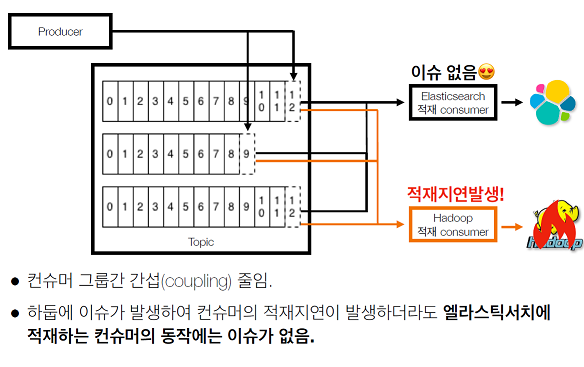 Producer
이슈 없음😍
Elasticsearch
적재 consumer
0 1 2 3 4 5 6 7 8 9 10 11 12
0 1 2 3 4 5 6 7 8 9
0 1 2 3 4 5 6 7 8 9 10 11 12
Topic
적재지연발생!
Hadoop
적재 consumer
hadoop
● 컨슈머 그룹간 간섭(coupling) 줄임.
● 하둡에 이슈가 발생하여 컨슈머의 적재지연이 발생하더라도 엘라스틱서치에
적재하는 컨슈머의 동작에는 이슈가 없음.